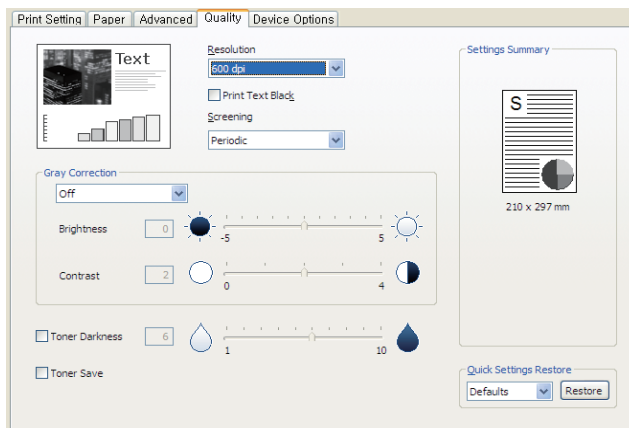 Print Setting Paper Advanced Quality Device Options
Text
Resolution
600 dpi
Print Text Black
Screening
Periodic
Gray Correction
Off
Brightness 0 -5 5
Contrast 2 0 4
Toner Darkness 6 1 10
Toner Save
Settings Summary
S
210 x 297 mm
Quick Settings Restore
Defaults Restore